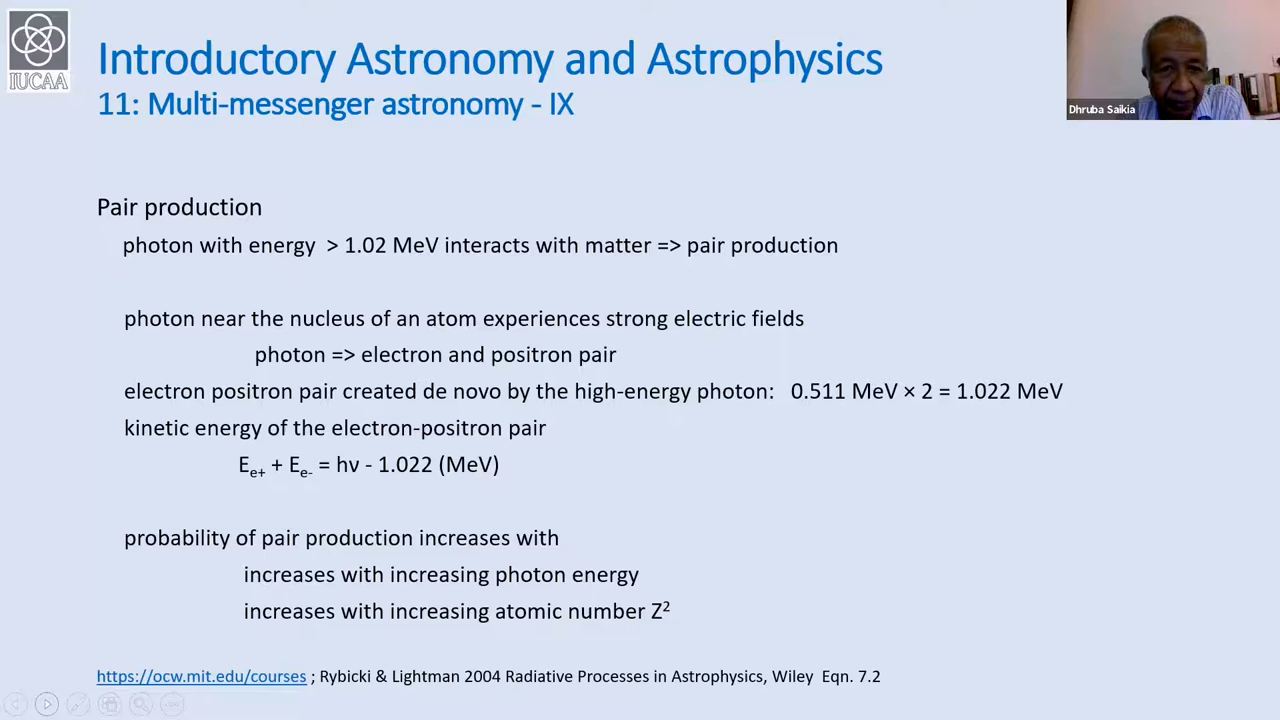 IUCAA
Introductory Astronomy and Astrophysics
11: Multi-messenger astronomy - IX
Dhruba Saikia
Pair production
photon with energy > 1.02 MeV interacts with matter => pair production
photon near the nucleus of an atom experiences strong electric fields
photon => electron and positron pair
electron positron pair created de novo by the high-energy photon: 0.511 MeV × 2 = 1.022 MeV
kinetic energy of the electron-positron pair
Ee+ + Ee- = hν - 1.022 (MeV)
probability of pair production increases with
increases with increasing photon energy
increases with increasing atomic number Z²
https://ocw.mit.edu/courses ; Rybicki & Lightman 2004 Radiative Processes in Astrophysics, Wiley Eqn. 7.2